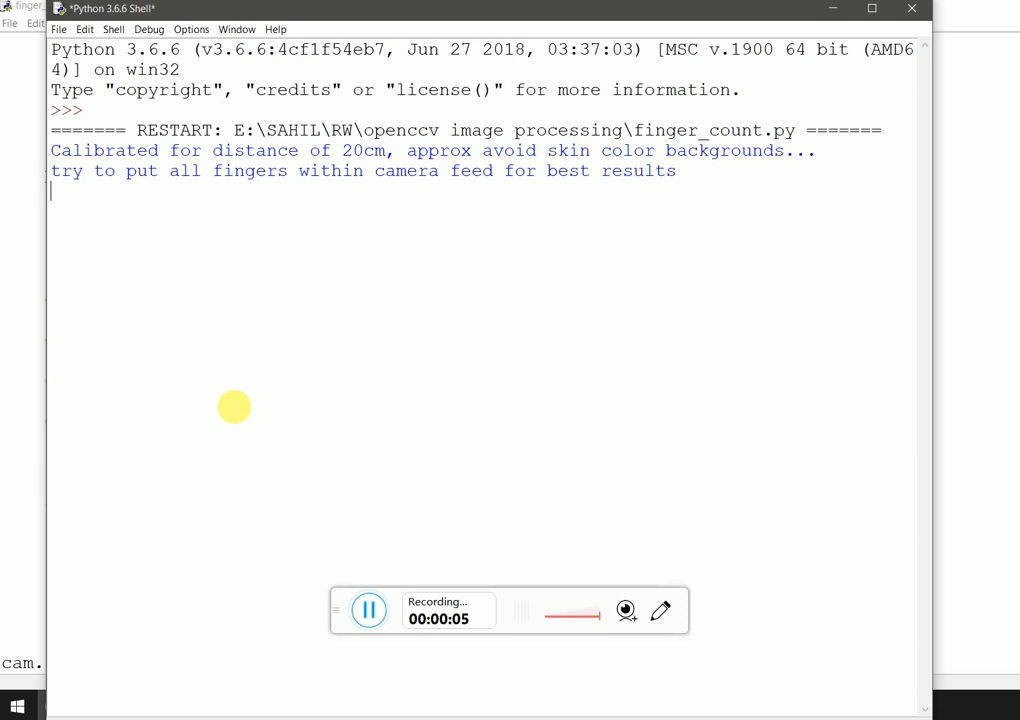 finger_
*Python 3.6.6 Shell*
File Edit
File Edit Shell Debug Options Window Help
Python 3.6.6 (v3.6.6:4cf1f54eb7, Jun 27 2018, 03:37:03) [MSC v.1900 64 bit (AMD6
4)] on win32
Type "copyright", "credits" or "license()" for more information.
>>>
======= RESTART: E:\SAHIL\RW\openccv image processing\finger_count.py =======
Calibrated for distance of 20cm, approx avoid skin color backgrounds...
try to put all fingers within camera feed for best results
Recording...
00:00:05
cam.